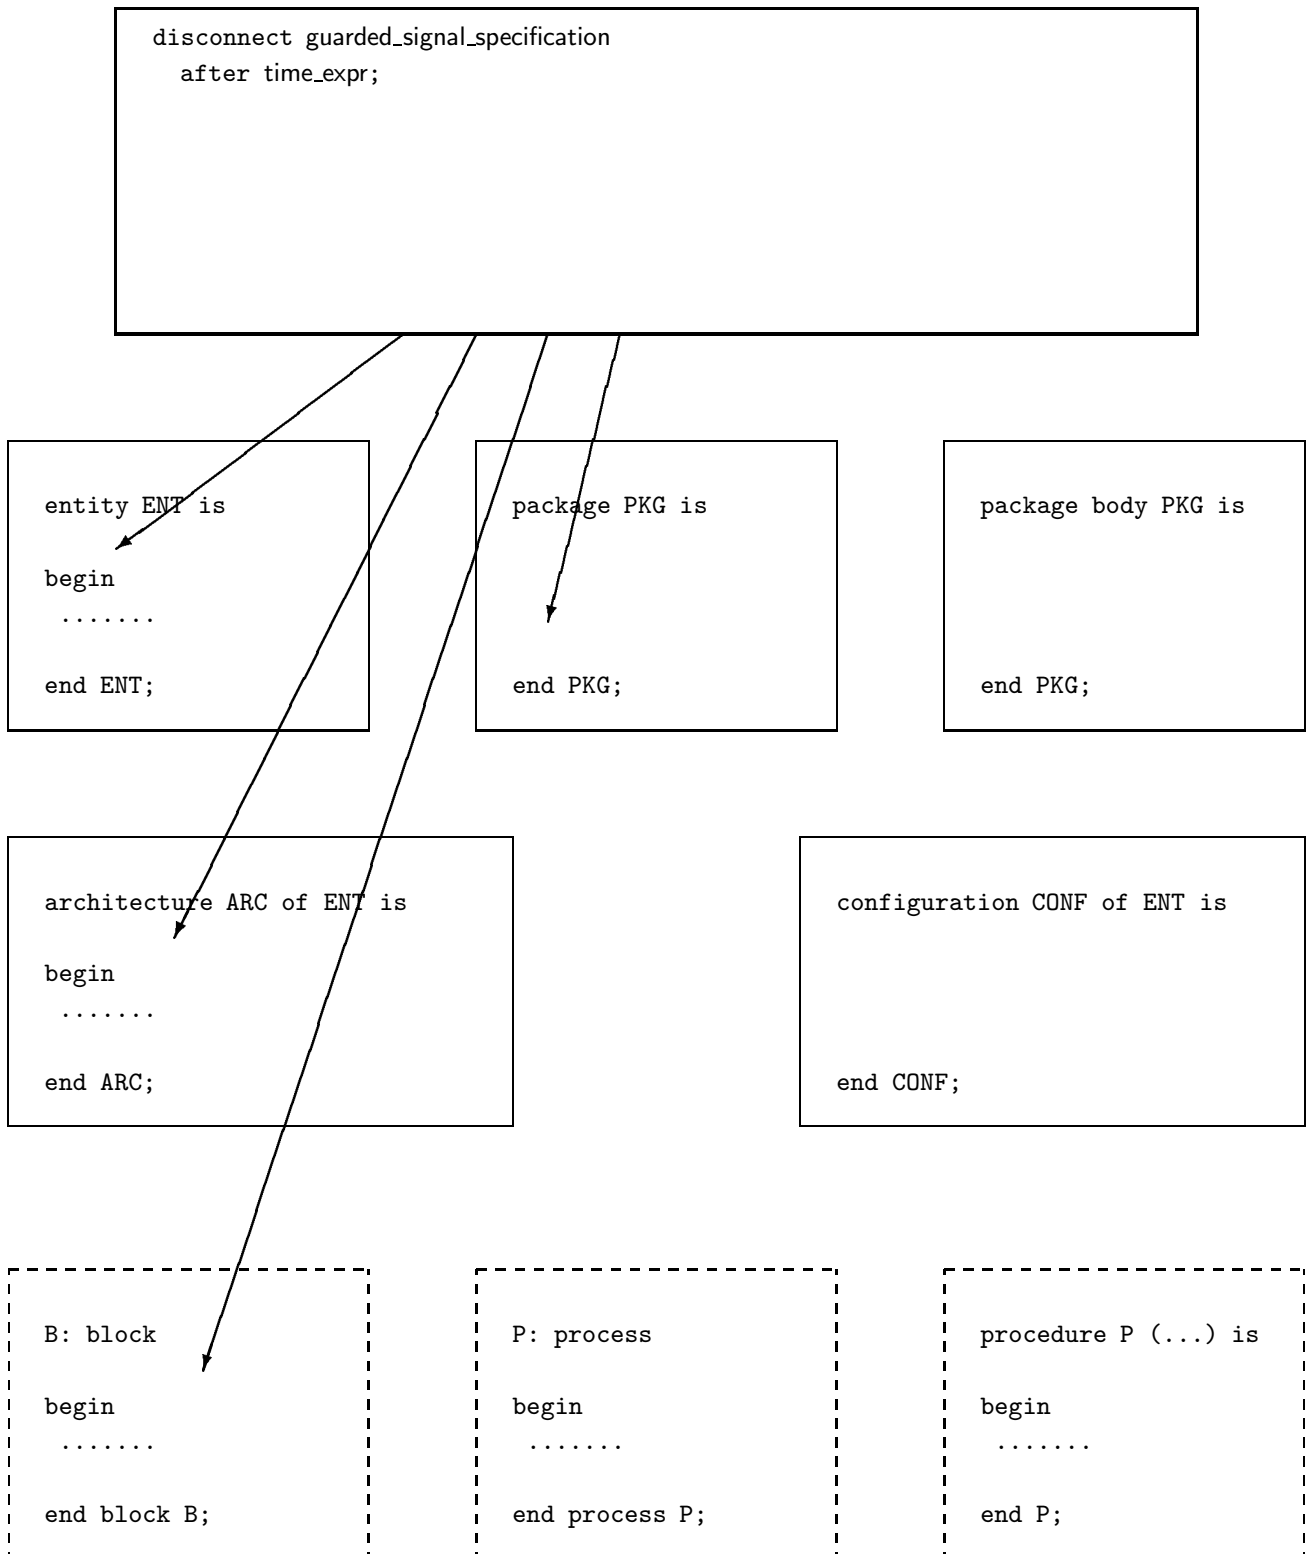 disconnect guarded_signal_specification
after time_expr;
entity ENT is
begin
.......
end ENT;
package PKG is
end PKG;
package body PKG is
end PKG;
architecture ARC of ENT is
begin
.......
end ARC;
configuration CONF of ENT is
end CONF;
B: block
begin
.......
end block B;
P: process
begin
.......
end process P;
procedure P (...) is
begin
.......
end P;